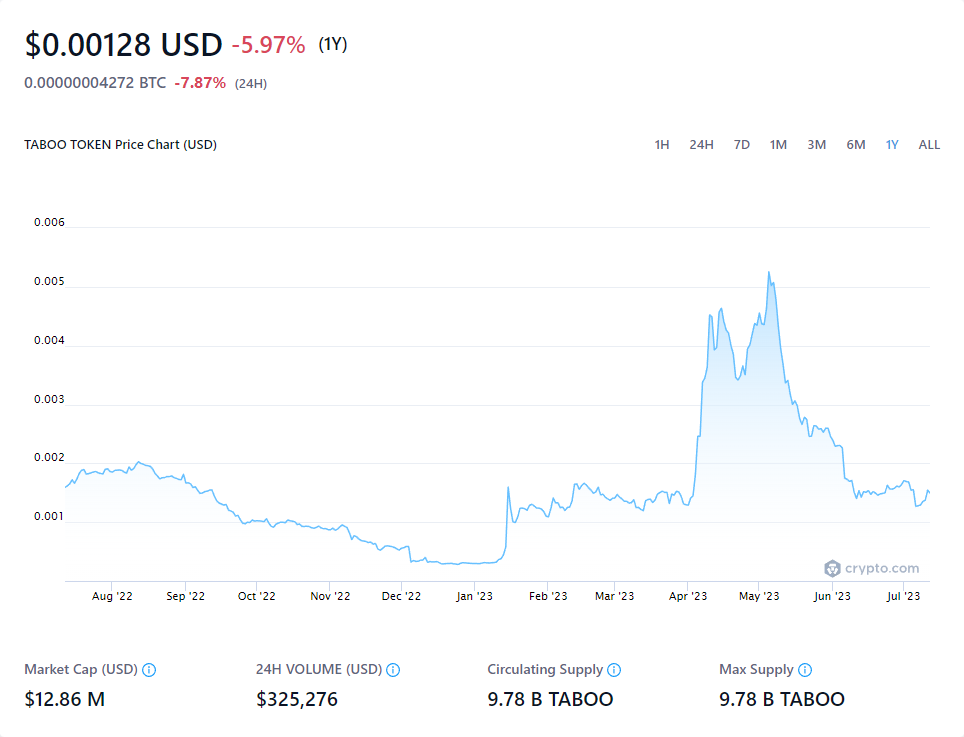 $0.00128 USD -5.97% (1Y)
0.00000004272 BTC -7.87% (24H)
TABOO TOKEN Price Chart (USD)
1H 24H 7D 1M 3M 6M 1Y ALL
0.006
0.005
0.004
0.003
0.002
0.001
crypto.com
Aug '22 Sep '22 Oct '22 Nov '22 Dec '22 Jan '23 Feb '23 Mar '23 Apr '23 May '23 Jun '23 Jul '23
Market Cap (USD) 24H VOLUME (USD) Circulating Supply Max Supply
$12.86 M $325,276 9.78 B TABOO 9.78 B TABOO